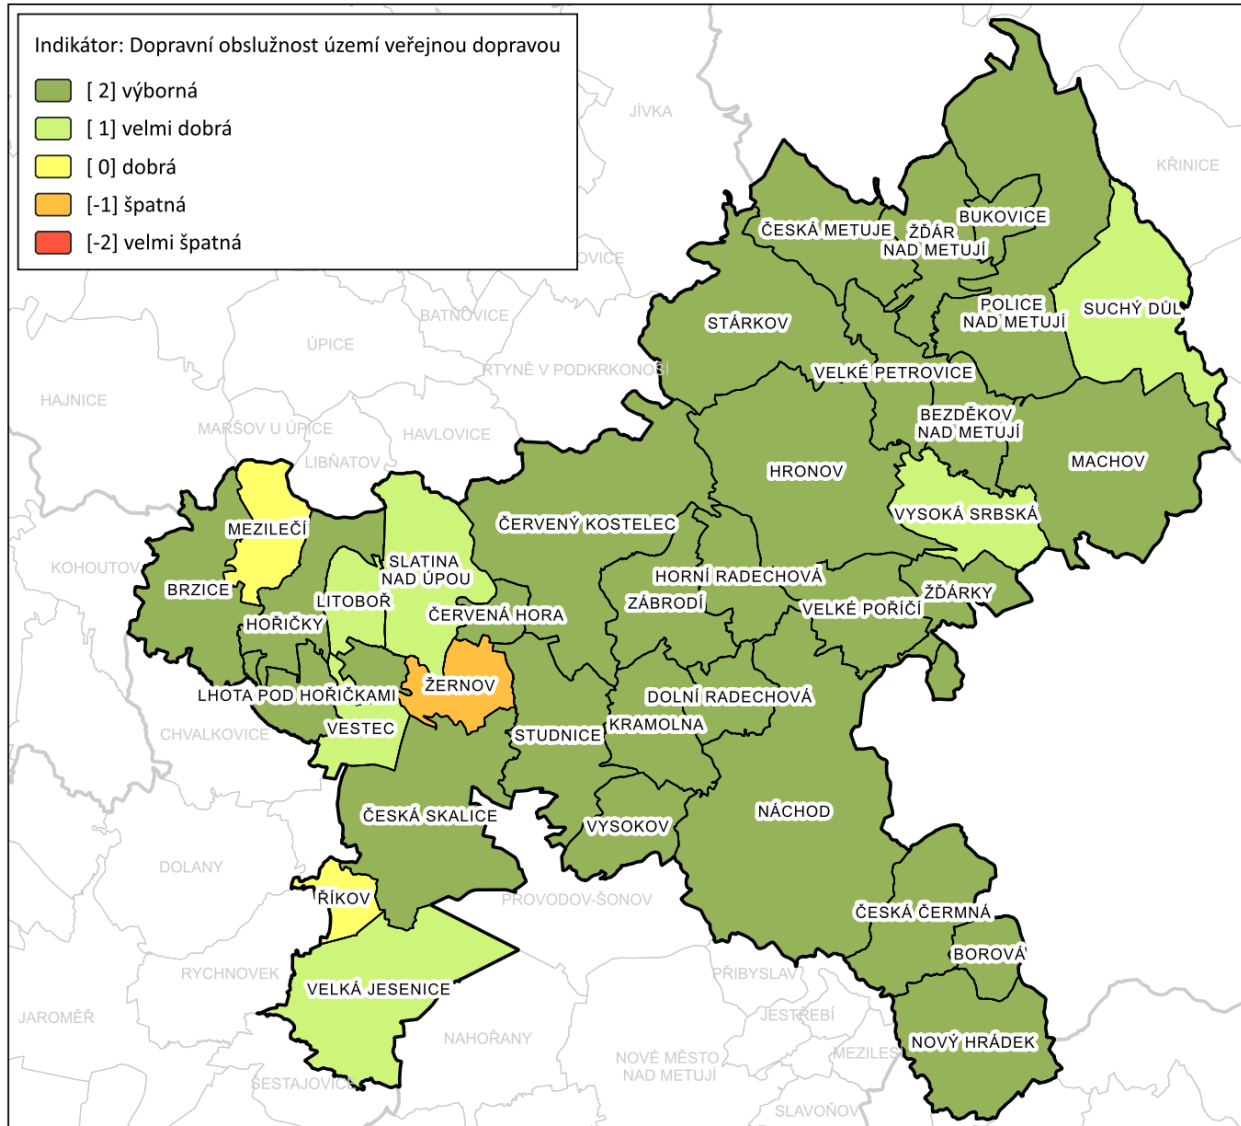 Indikátor: Dopravní obslužnost území veřejnou dopravou
[ 2] výborná
[ 1] velmi dobrá
[ 0] dobrá
[-1] špatná
[-2] velmi špatná
JÍVKA
KŘINICE
BUKOVICE
ČESKÁ METUJE
ŽĎÁR
NAD METUJÍ
OVICE
POLICE
NAD METUJÍ
SUCHÝ DŮL
BATŇOVICE
STÁRKOV
ÚPICE
RTYNĚ V PODKRKONOŠÍ
VELKÉ PETROVICE
HAJNICE
BEZDĚKOV
NAD METUJÍ
MARŠOV U ÚPICE
HAVLOVICE
LIBŇATOV
HRONOV
MACHOV
VYSOKÁ SRBSKÁ
MEZILEČÍ
ČERVENÝ KOSTELEC
KOHOUTOV
SLATINA
NAD ÚPOU
HORNÍ RADECHOVÁ
BRZICE
LITOBOŘ
ŽĎÁRKY
ZÁBRODÍ
VELKÉ POŘÍČÍ
HOŘIČKY
ČERVENÁ HORA
ŽERNOV
LHOTA POD HOŘIČKAMI
DOLNÍ RADECHOVÁ
VESTEC
KRAMOLNA
CHVALKOVICE
STUDNICE
ČESKÁ SKALICE
NÁCHOD
VYSOKOV
DOLANY
ŘÍKOV
PROVODOV-ŠONOV
ČESKÁ ČERMNÁ
BOROVÁ
RYCHNOVEK
PŘIBYSLAV
VELKÁ JESENICE
JAROMĚŘ
JESTŘEBÍ
NAHOŘANY
NOVÝ HRÁDEK
MEZILES
NOVÉ MĚSTO
NAD METUJÍ
ŠESTAJOVICE
SLAVOŇOV